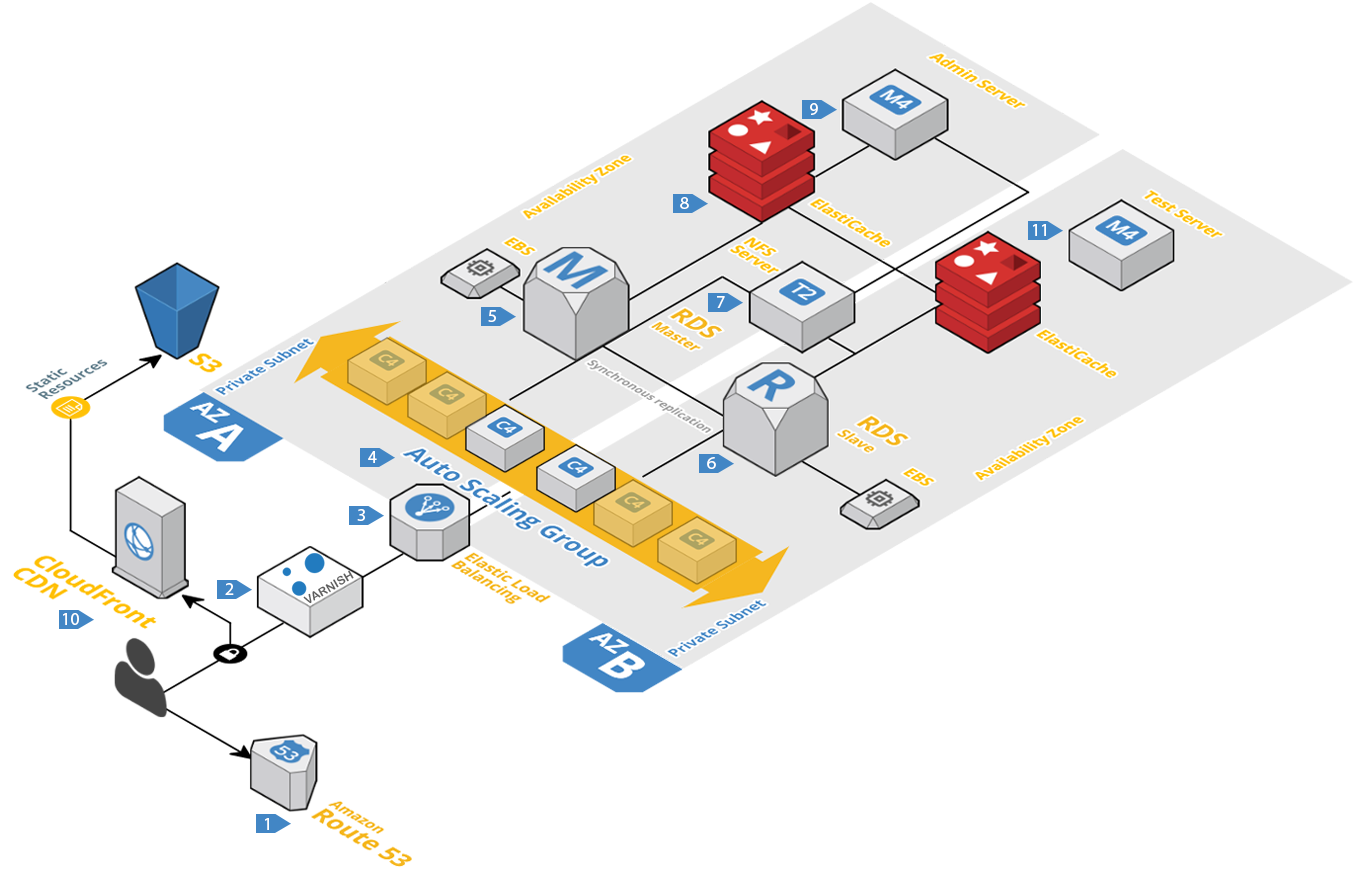 Admin Server
M4
9
Availability Zone
8
ElastiCache
Test Server
M4
11
EBS
M
5
NFS
Server
T2
7
RDS
Master
ElastiCache
S3
Static
Resources
Private Subnet
AZ
A
C4
C4
C4
C4
C4
C4
Synchronous replication
R
6
RDS
Slave
EBS
Availability Zone
4
Auto Scaling Group
3
Elastic Load
Balancing
2
VARNISH
CloudFront
CDN
10
Private Subnet
AZ
B
53
1
Amazon
Route 53